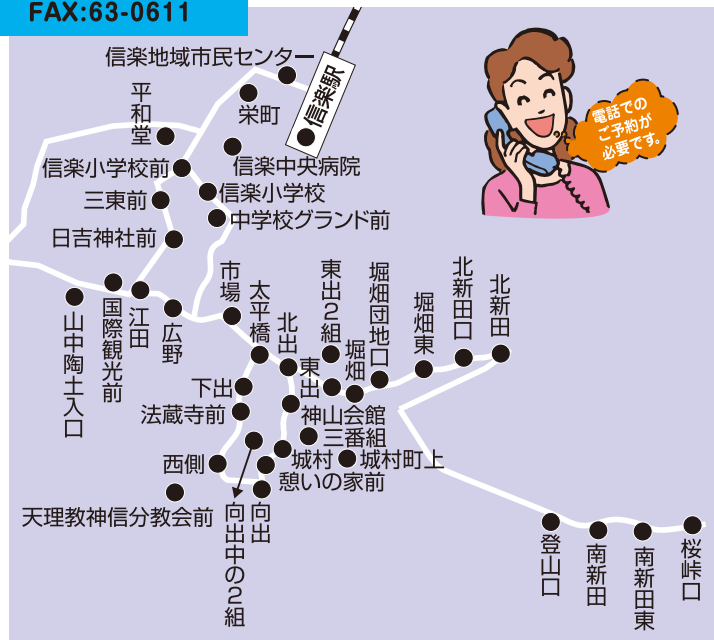 FAX:63-0611
信楽地域市民センター
信楽駅
栄町
平和堂
電話での
ご予約が
必要です。
信楽中央病院
信楽小学校前
信楽小学校
三東前
中学校グランド前
日吉神社前
山中陶土入口
国際観光前
江田
広野
市場
太平橋
北出
東出２組
東出
堀畑
堀畑団地口
堀畑東
北新田口
北新田
下出
法蔵寺前
神山会館
三番組
西側
城村
城村町上
憩いの家前
天理教神信分教会前
向出中の２組
向出
登山口
南新田
南新田東
桜峠口